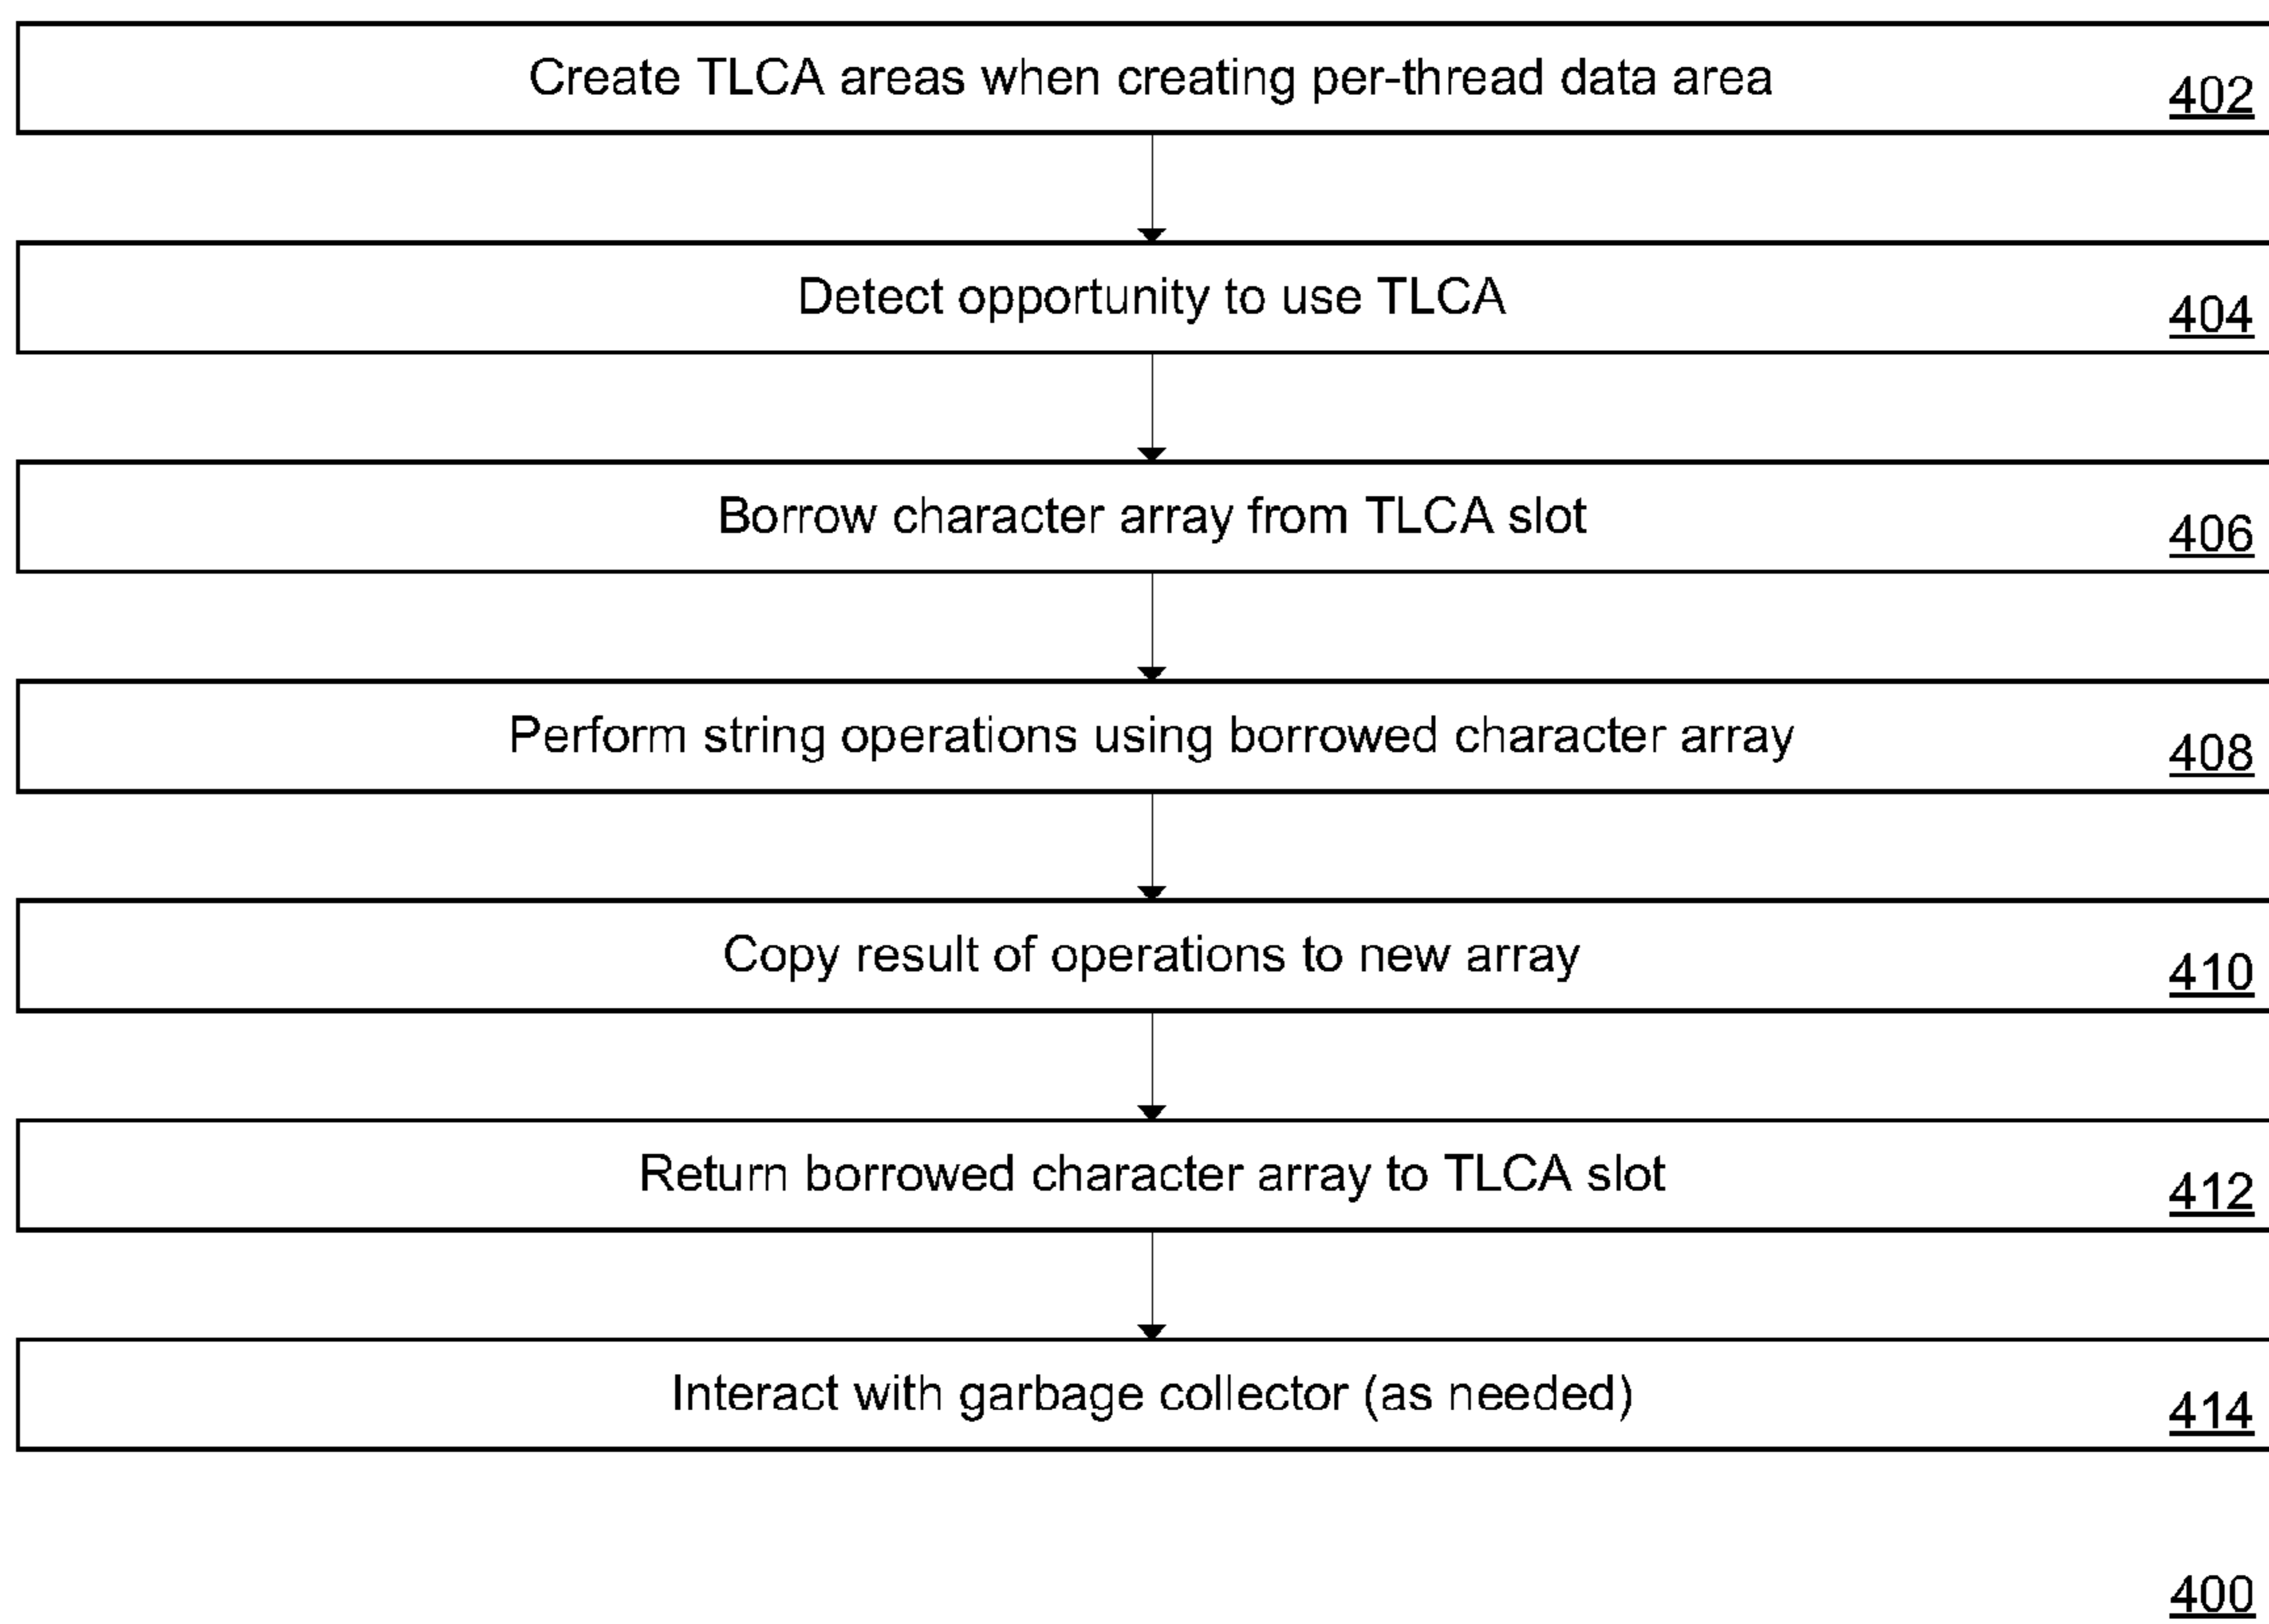 Create TLCA areas when creating per-thread data area
402
Detect opportunity to use TLCA
404
Borrow character array from TLCA slot
406
Perform string operations using borrowed character array
408
Copy result of operations to new array
410
Return borrowed character array to TLCA slot
412
Interact with garbage collector (as needed)
414
400